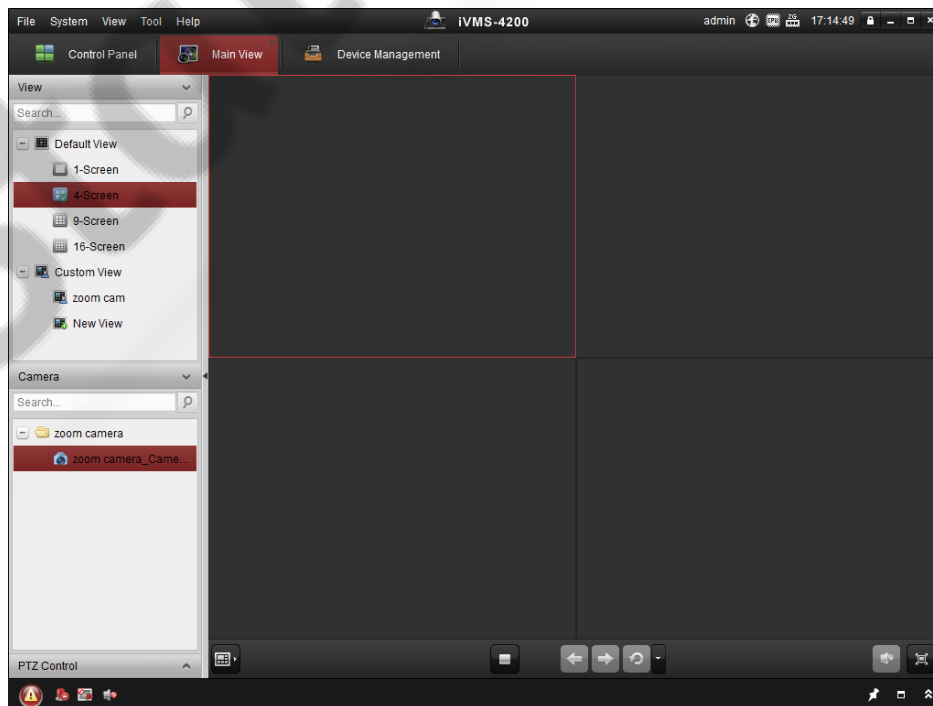 File System View Tool Help iVMS-4200 admin 17:14:49
Control Panel Main View Device Management
View
Search...
Default View
1-Screen
4-Screen
9-Screen
16-Screen
Custom View
zoom cam
New View
Camera
Search...
zoom camera
zoom camera_Came...
PTZ Control